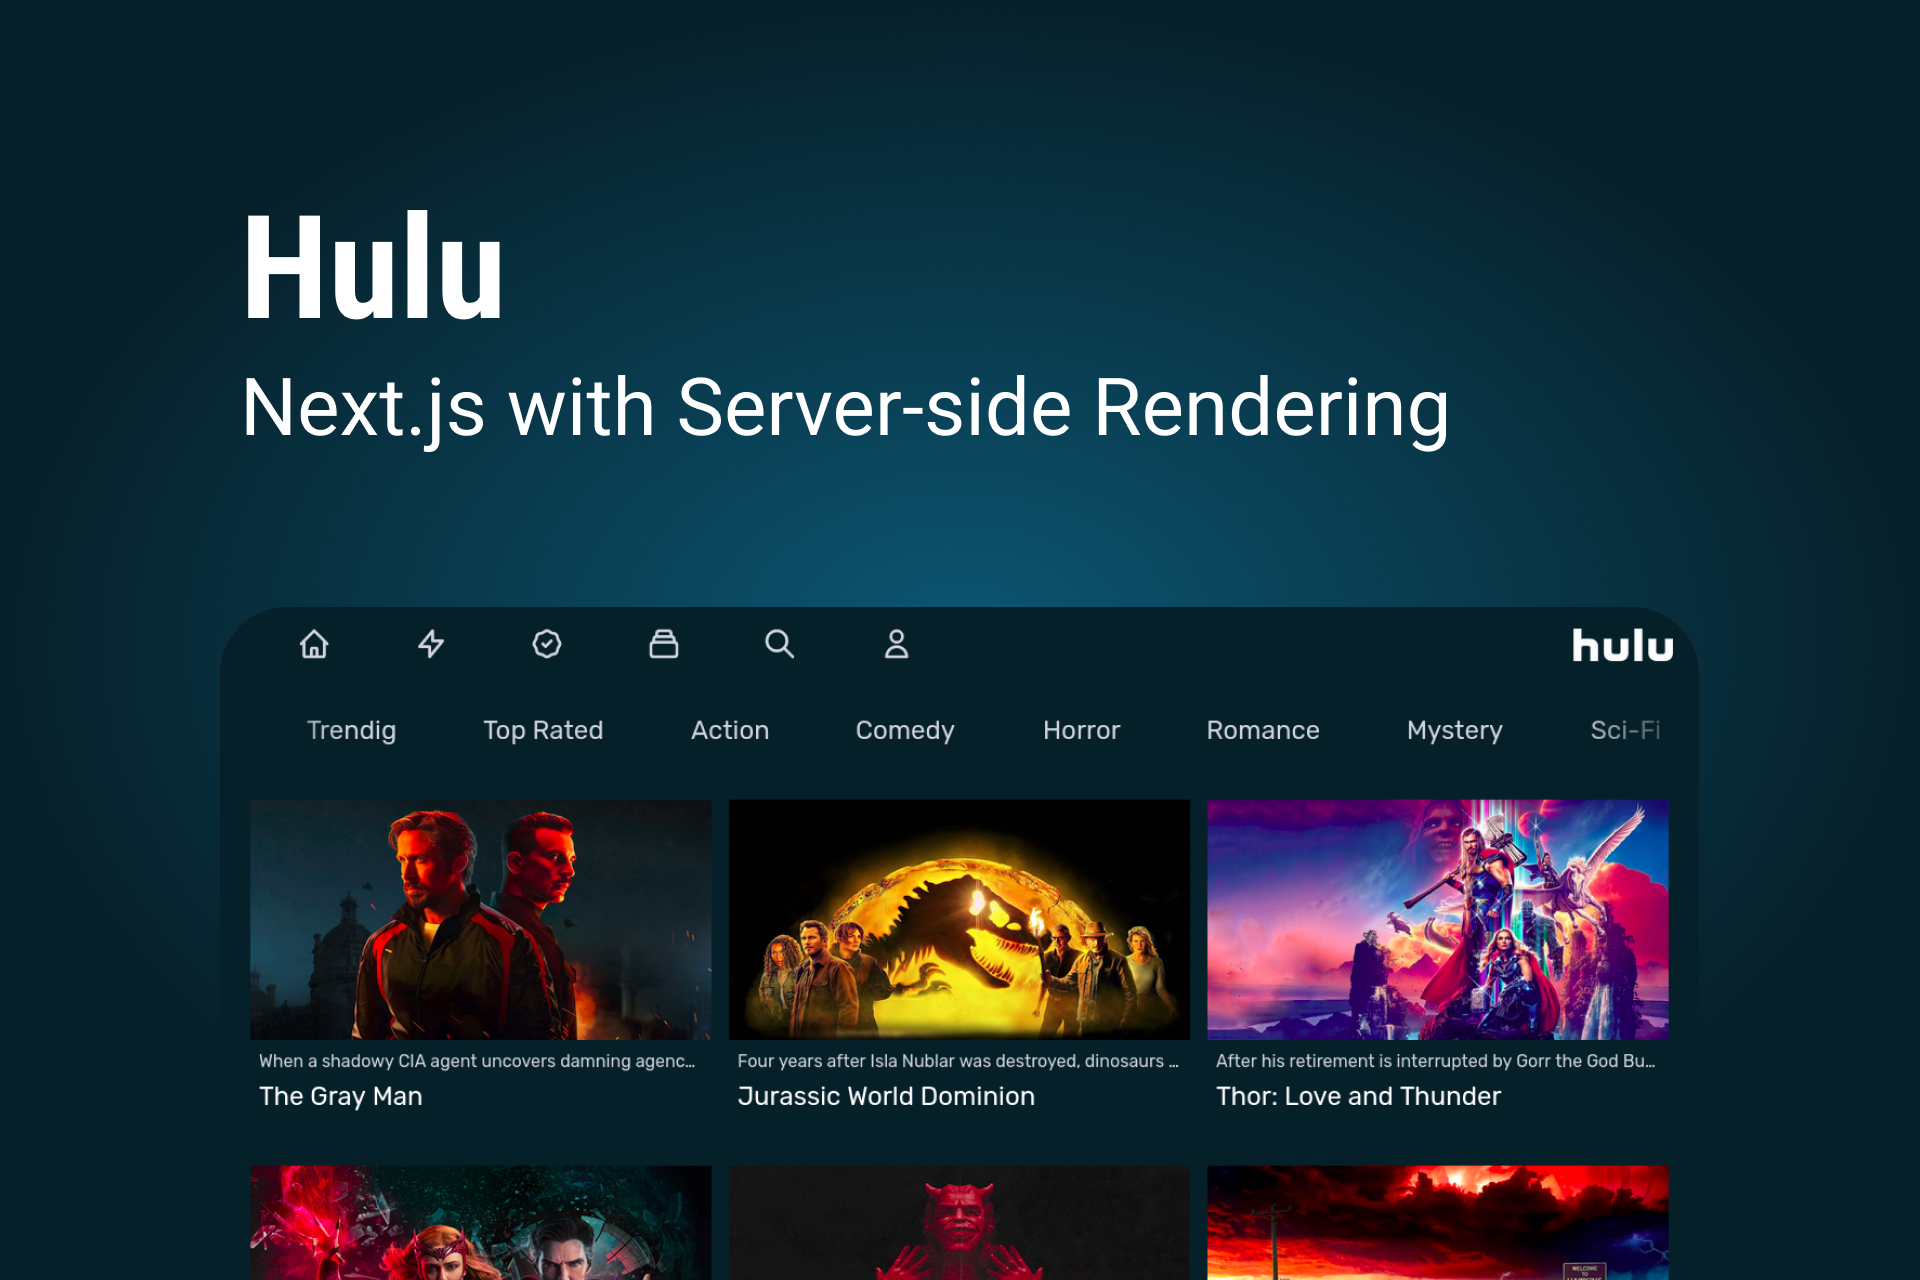 Hulu
Next.js with Server-side Rendering
hulu
Trendig Top Rated Action Comedy Horror Romance Mystery Sci-Fi
When a shadowy CIA agent uncovers damning agenc...
The Gray Man
Four years after Isla Nublar was destroyed, dinosaurs ...
Jurassic World Dominion
After his retirement is interrupted by Gorr the God Bu...
Thor: Love and Thunder
WELCOME
TO